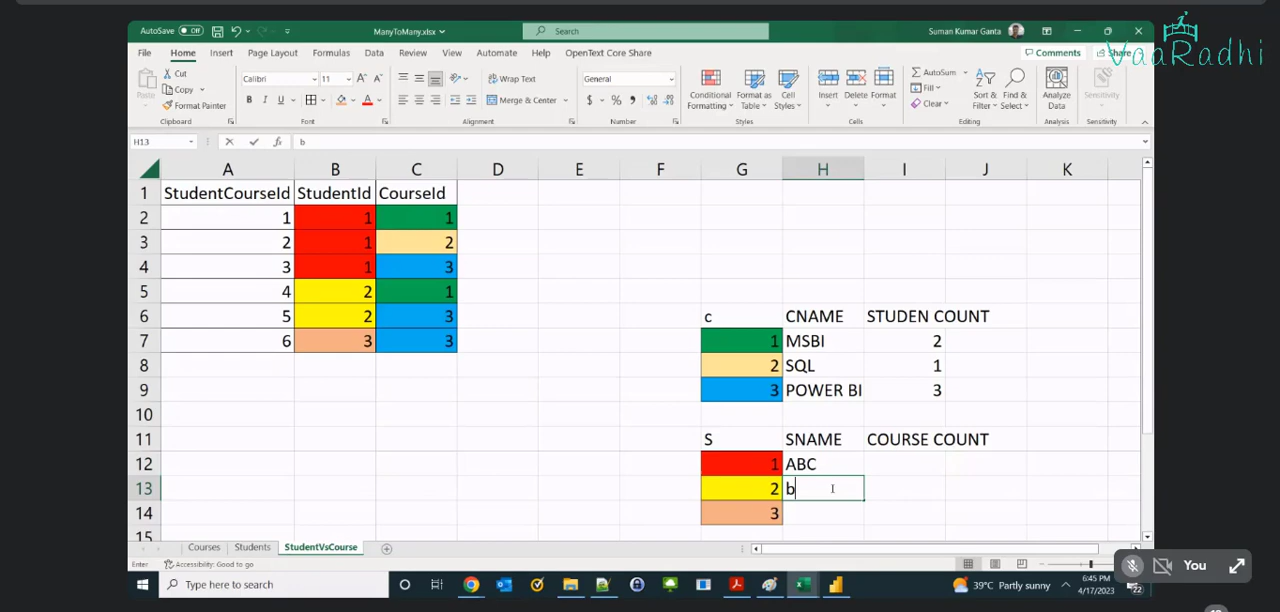 AutoSave Off ManyToMany.xlsx Search Suman Kumar Ganta
VaaRadhi
File Home Insert Page Layout Formulas Data Review View Automate Help OpenText Core Share Comments Share
Paste Cut Calibri 11 Wrap Text General AutoSum
Copy Fill
Format Painter B I U Merge & Center $ % Conditional Formatting Format as Table Cell Styles Insert Delete Format Clear Sort & Filter Find & Select Analyze Data Sensitivity
Clipboard Font Alignment Number Styles Cells Editing Analysis Sensitivity
H13 fx b
A B C D E F G H I J K
1 StudentCourseId StudentId CourseId
2 1 1 1
3 2 1 2
4 3 1 3
5 4 2 1
6 5 2 3 c CNAME STUDEN COUNT
7 6 3 3 1 MSBI 2
8 2 SQL 1
9 3 POWER BI 3
10
11 S SNAME COURSE COUNT
12 1 ABC
13 2 b
14 3
15
Courses Students StudentVsCourse
Enter Accessibility: Good to go
You
Type here to search 39°C Partly sunny 6:45 PM
4/17/2023 22